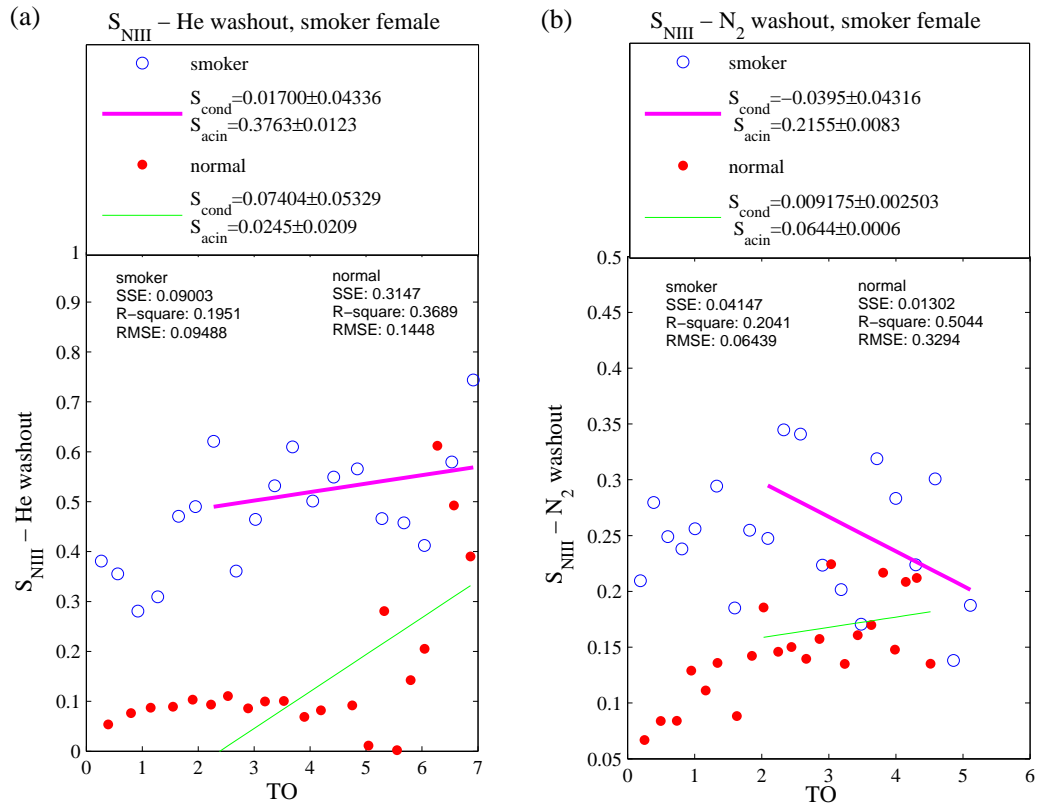 (a)
S_NIII − He washout, smoker female
smoker
S_cond=0.01700±0.04336
S_acin=0.3763±0.0123
normal
S_cond=0.07404±0.05329
S_acin=0.0245±0.0209
smoker
SSE: 0.09003
R−square: 0.1951
RMSE: 0.09488
normal
SSE: 0.3147
R−square: 0.3689
RMSE: 0.1448
S_NIII − He washout
1
0.9
0.8
0.7
0.6
0.5
0.4
0.3
0.2
0.1
0
0 1 2 3 4 5 6 7
TO
(b)
S_NIII − N_2 washout, smoker female
smoker
S_cond=−0.0395±0.04316
S_acin=0.2155±0.0083
normal
S_cond=0.009175±0.002503
S_acin=0.0644±0.0006
smoker
SSE: 0.04147
R−square: 0.2041
RMSE: 0.06439
normal
SSE: 0.01302
R−square: 0.5044
RMSE: 0.3294
S_NIII − N_2 washout
0.5
0.45
0.4
0.35
0.3
0.25
0.2
0.15
0.1
0.05
0 1 2 3 4 5 6
TO